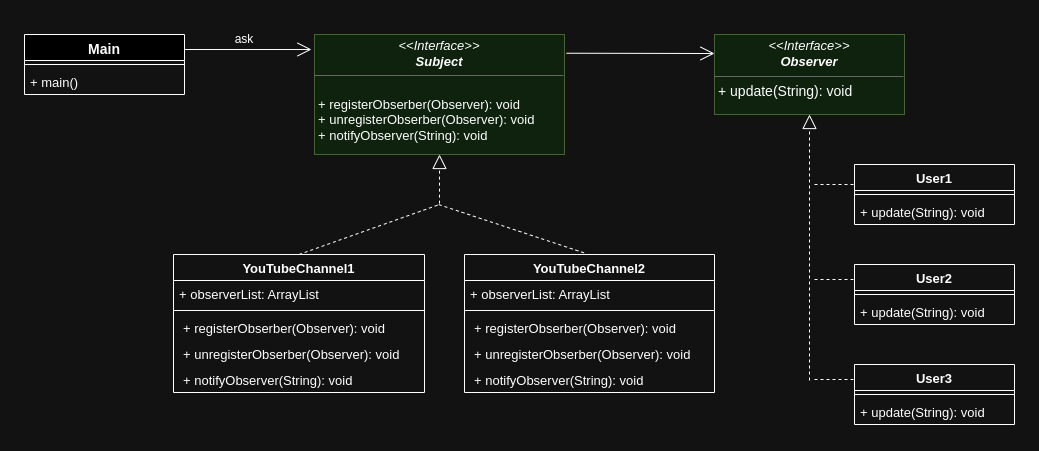 Main
+ main()
ask
<<Interface>>
Subject
+ registerObserber(Observer): void
+ unregisterObserber(Observer): void
+ notifyObserver(String): void
<<Interface>>
Observer
+ update(String): void
YouTubeChannel1
+ observerList: ArrayList
+ registerObserber(Observer): void
+ unregisterObserber(Observer): void
+ notifyObserver(String): void
YouTubeChannel2
+ observerList: ArrayList
+ registerObserber(Observer): void
+ unregisterObserber(Observer): void
+ notifyObserver(String): void
User1
+ update(String): void
User2
+ update(String): void
User3
+ update(String): void